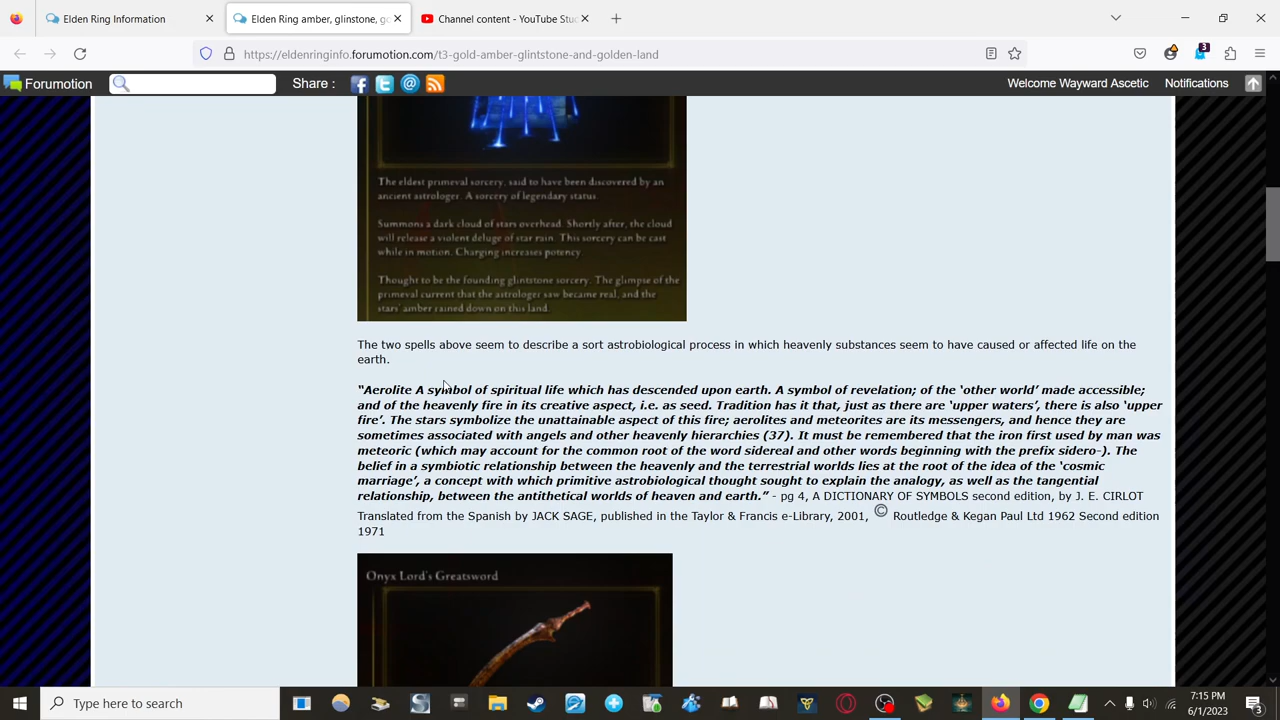 Elden Ring Information
Elden Ring amber, glinstone, go
Channel content - YouTube Stu
https://eldenringinfo.forumotion.com/t3-gold-amber-glintstone-and-golden-land
3
Forumotion
Share :
Welcome Wayward Ascetic
Notifications
The eldest primeval sorcery, said to have been discovered by an
ancient astrologer. A sorcery of legendary status.
Summons a dark cloud of stars overhead. Shortly after, the cloud
will release a violent deluge of star rain. This sorcery can be cast
while in motion. Charging increases potency.
Thought to be the founding glintstone sorcery. The glimpse of the
primeval current that the astrologer saw became real, and the
stars' amber rained down on this land.
The two spells above seem to describe a sort astrobiological process in which heavenly substances seem to have caused or affected life on the
earth.
“Aerolite A symbol of spiritual life which has descended upon earth. A symbol of revelation; of the ‘other world’ made accessible;
and of the heavenly fire in its creative aspect, i.e. as seed. Tradition has it that, just as there are ‘upper waters’, there is also ‘upper
fire’. The stars symbolize the unattainable aspect of this fire; aerolites and meteorites are its messengers, and hence they are
sometimes associated with angels and other heavenly hierarchies (37). It must be remembered that the iron first used by man was
meteoric (which may account for the common root of the word sidereal and other words beginning with the prefix sidero-). The
belief in a symbiotic relationship between the heavenly and the terrestrial worlds lies at the root of the idea of the ‘cosmic
marriage’, a concept with which primitive astrobiological thought sought to explain the analogy, as well as the tangential
relationship, between the antithetical worlds of heaven and earth.” - pg 4, A DICTIONARY OF SYMBOLS second edition, by J. E. CIRLOT
Translated from the Spanish by JACK SAGE, published in the Taylor & Francis e-Library, 2001, © Routledge & Kegan Paul Ltd 1962 Second edition
1971
Onyx Lord's Greatsword
Type here to search
7:15 PM
6/1/2023
3